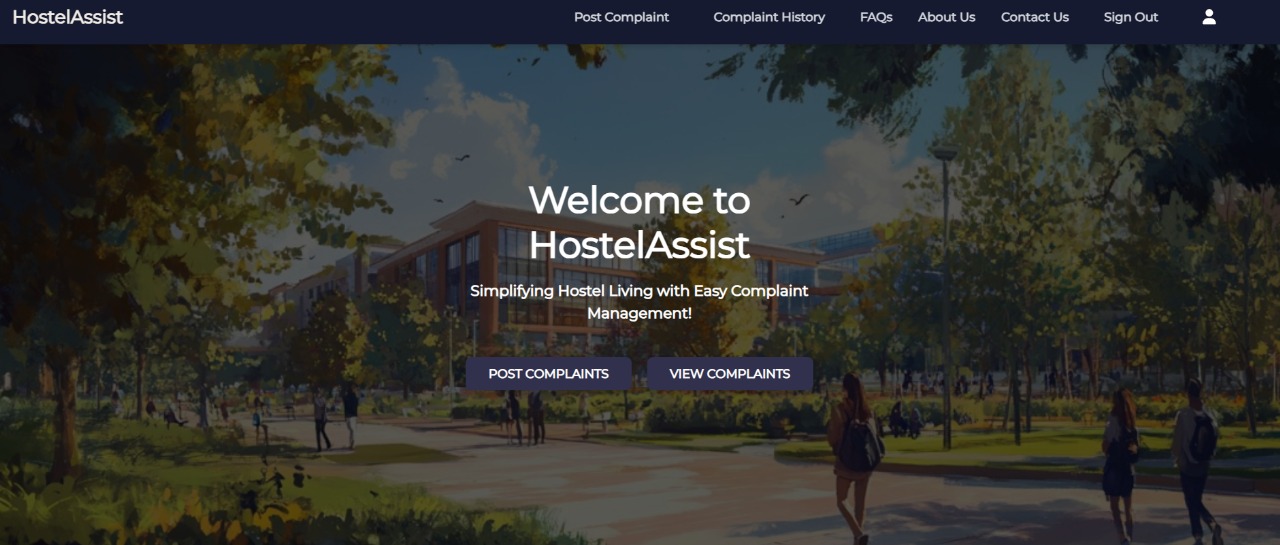 HostelAssist
Post Complaint
Complaint History
FAQs
About Us
Contact Us
Sign Out
Welcome to
HostelAssist
Simplifying Hostel Living with Easy Complaint
Management!
POST COMPLAINTS
VIEW COMPLAINTS